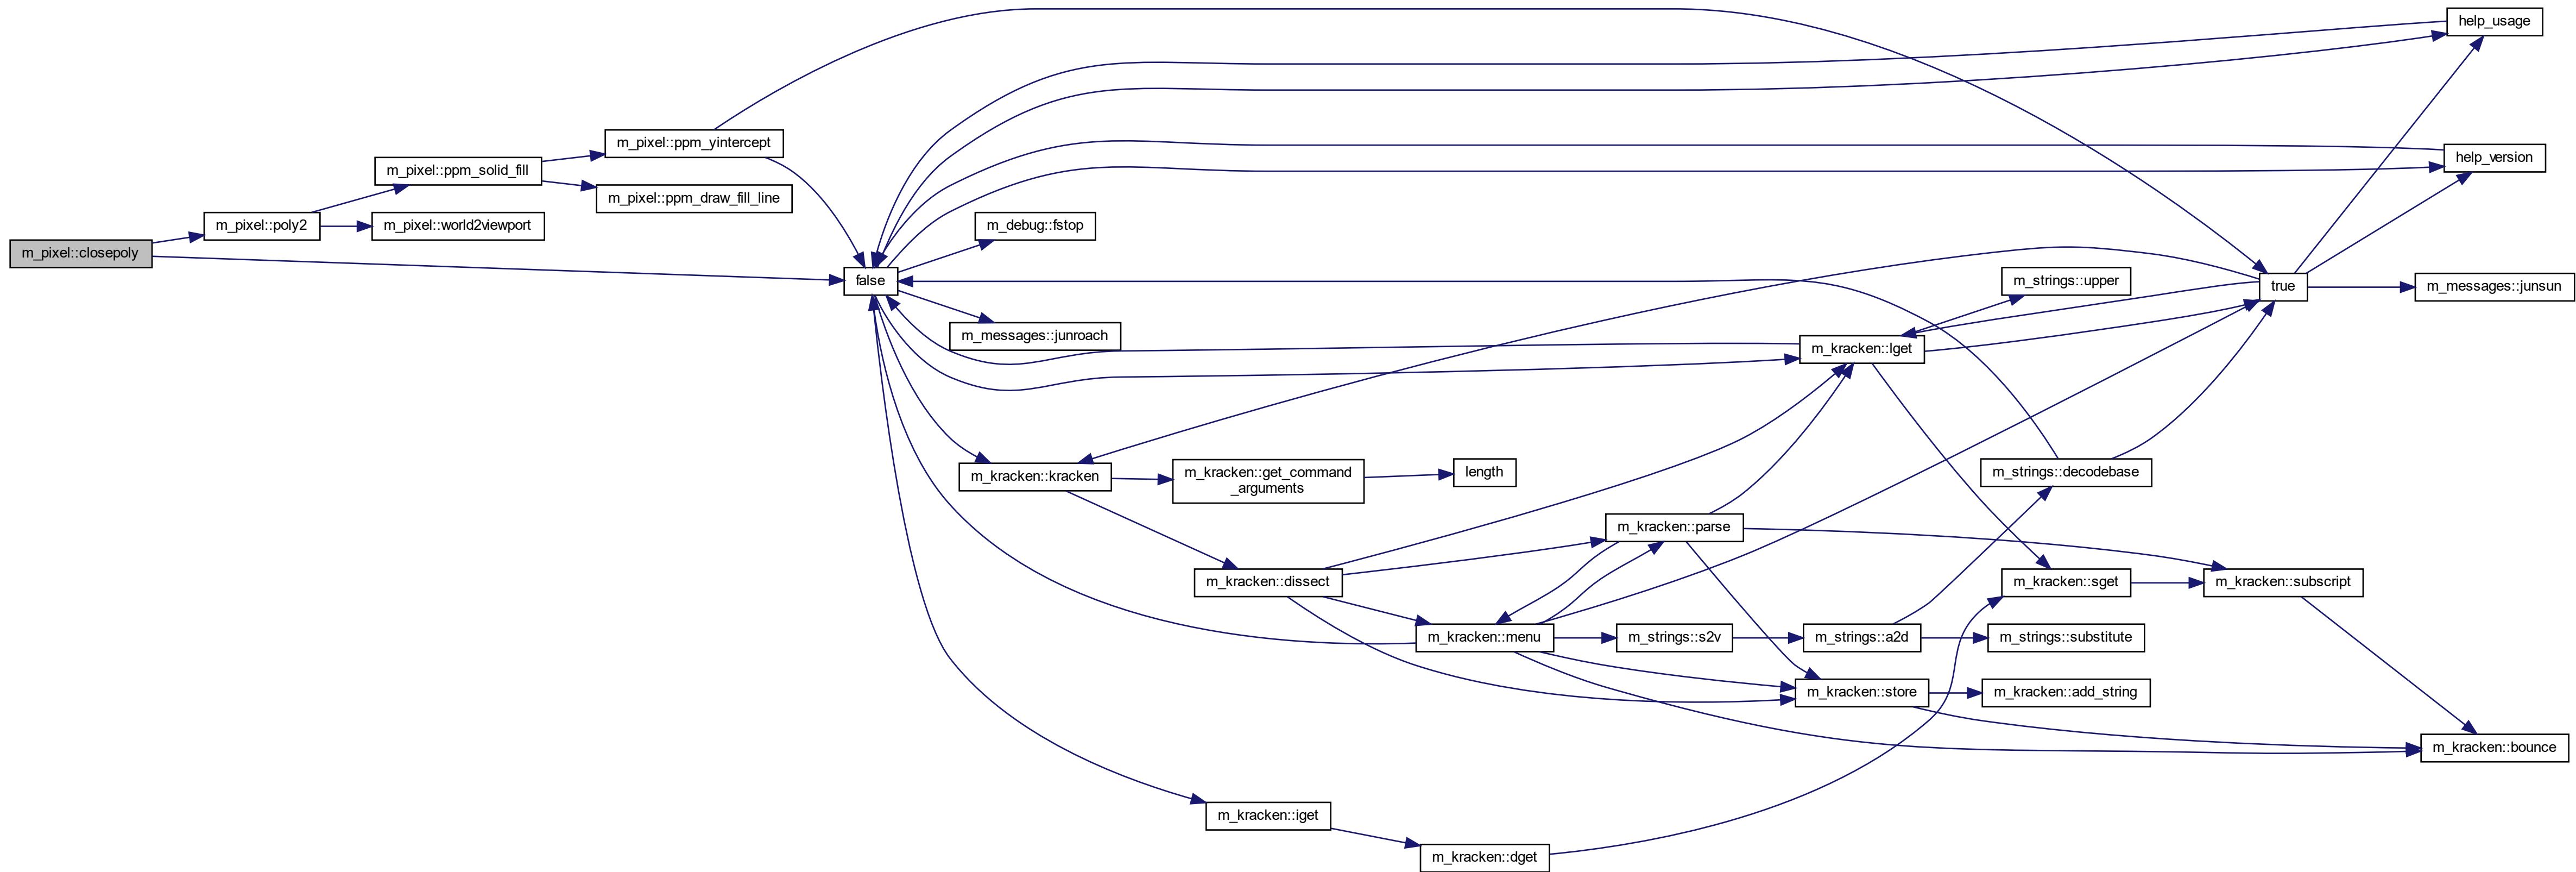 help_usage
m_pixel::ppm_yintercept
help_version
m_pixel::ppm_solid_fill
m_pixel::ppm_draw_fill_line
m_pixel::poly2
m_pixel::world2viewport
m_debug::fstop
m_pixel::closepoly
false
m_strings::upper
true
m_messages::junsun
m_messages::junroach
m_kracken::lget
m_kracken::kracken
m_kracken::get_command
_arguments
length
m_strings::decodebase
m_kracken::parse
m_kracken::dissect
m_kracken::sget
m_kracken::subscript
m_kracken::menu
m_strings::s2v
m_strings::a2d
m_strings::substitute
m_kracken::store
m_kracken::add_string
m_kracken::bounce
m_kracken::iget
m_kracken::dget